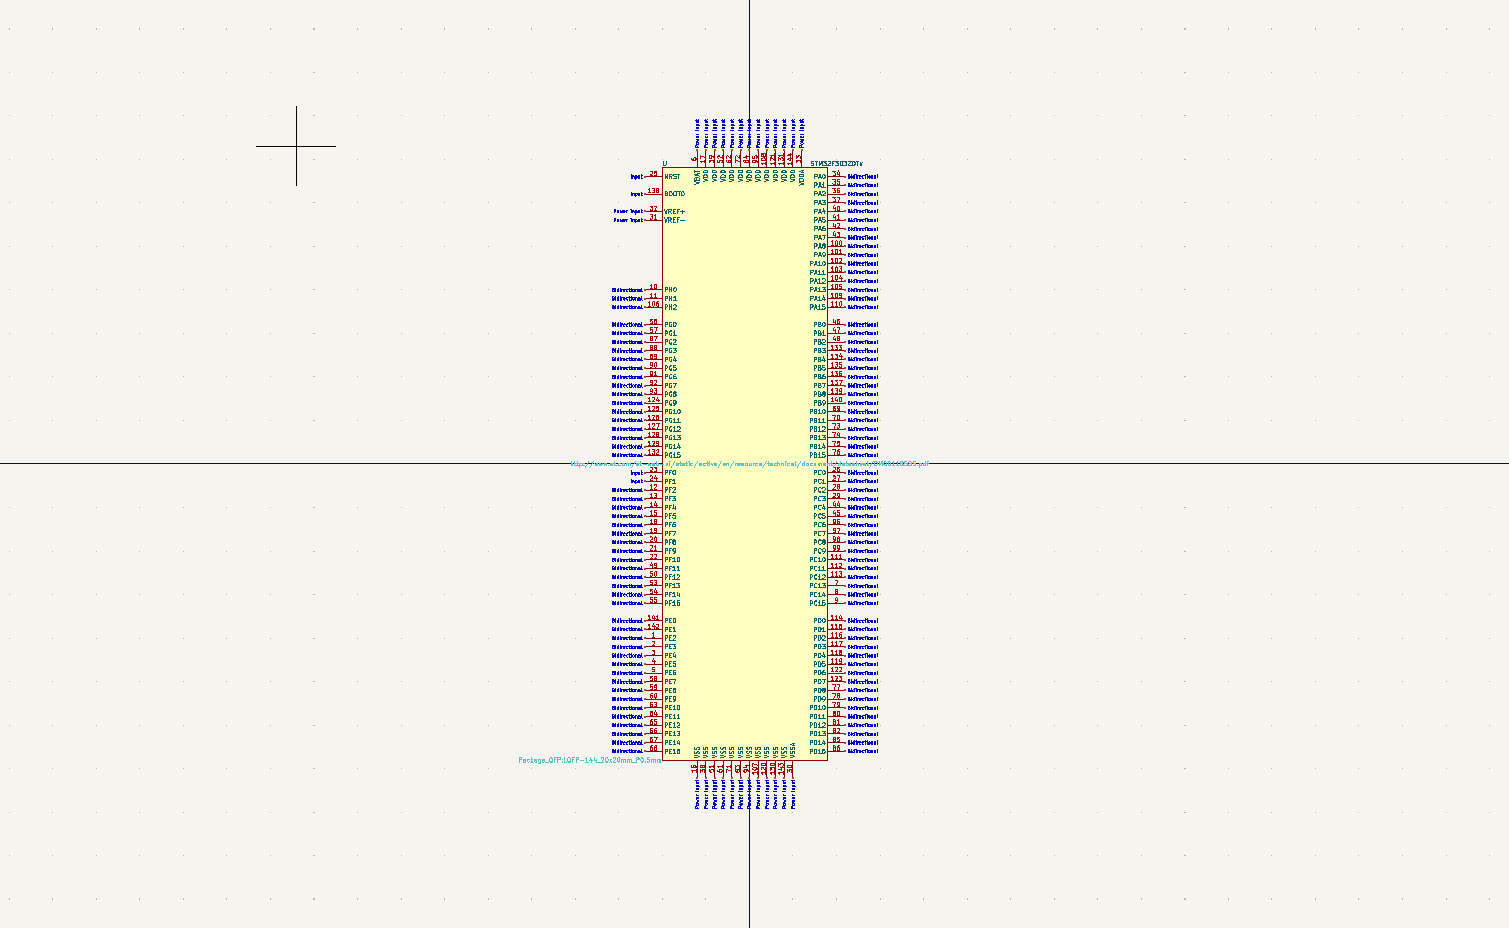 U
STM32F303ZDTx
Power Input Power Input Power Input Power Input Power Input Power Input Power Input Power Input Power Input Power Input Power Input Power Input Power Input
6 17 39 52 62 72 84 95 108 121 131 144 33
VBAT VDD VDD VDD VDD VDD VDD VDD VDD VDD VDD VDD VDDA
Input 25 NRST PA0 34 Bidirectional
PA1 35 Bidirectional
Input 138 BOOT0 PA2 36 Bidirectional
PA3 37 Bidirectional
Power Input 32 VREF+ PA4 40 Bidirectional
Power Input 31 VREF- PA5 41 Bidirectional
PA6 42 Bidirectional
PA7 43 Bidirectional
PA8 100 Bidirectional
PA9 101 Bidirectional
PA10 102 Bidirectional
PA11 103 Bidirectional
PA12 104 Bidirectional
Bidirectional 10 PH0 PA13 105 Bidirectional
Bidirectional 11 PH1 PA14 109 Bidirectional
Bidirectional 106 PH2 PA15 110 Bidirectional
Bidirectional 56 PG0 PB0 46 Bidirectional
Bidirectional 57 PG1 PB1 47 Bidirectional
Bidirectional 87 PG2 PB2 48 Bidirectional
Bidirectional 88 PG3 PB3 133 Bidirectional
Bidirectional 89 PG4 PB4 134 Bidirectional
Bidirectional 90 PG5 PB5 135 Bidirectional
Bidirectional 91 PG6 PB6 136 Bidirectional
Bidirectional 92 PG7 PB7 137 Bidirectional
Bidirectional 93 PG8 PB8 139 Bidirectional
Bidirectional 124 PG9 PB9 140 Bidirectional
Bidirectional 125 PG10 PB10 69 Bidirectional
Bidirectional 126 PG11 PB11 70 Bidirectional
Bidirectional 127 PG12 PB12 73 Bidirectional
Bidirectional 128 PG13 PB13 74 Bidirectional
Bidirectional 129 PG14 PB14 75 Bidirectional
Bidirectional 132 PG15 PB15 76 Bidirectional
Input 23 PF0 PC0 26 Bidirectional
Input 24 PF1 PC1 27 Bidirectional
Bidirectional 12 PF2 PC2 28 Bidirectional
Bidirectional 13 PF3 PC3 29 Bidirectional
Bidirectional 14 PF4 PC4 44 Bidirectional
Bidirectional 15 PF5 PC5 45 Bidirectional
Bidirectional 18 PF6 PC6 96 Bidirectional
Bidirectional 19 PF7 PC7 97 Bidirectional
Bidirectional 20 PF8 PC8 98 Bidirectional
Bidirectional 21 PF9 PC9 99 Bidirectional
Bidirectional 22 PF10 PC10 111 Bidirectional
Bidirectional 49 PF11 PC11 112 Bidirectional
Bidirectional 50 PF12 PC12 113 Bidirectional
Bidirectional 53 PF13 PC13 7 Bidirectional
Bidirectional 54 PF14 PC14 8 Bidirectional
Bidirectional 55 PF15 PC15 9 Bidirectional
Bidirectional 141 PE0 PD0 114 Bidirectional
Bidirectional 142 PE1 PD1 115 Bidirectional
Bidirectional 1 PE2 PD2 116 Bidirectional
Bidirectional 2 PE3 PD3 117 Bidirectional
Bidirectional 3 PE4 PD4 118 Bidirectional
Bidirectional 4 PE5 PD5 119 Bidirectional
Bidirectional 5 PE6 PD6 122 Bidirectional
Bidirectional 58 PE7 PD7 123 Bidirectional
Bidirectional 59 PE8 PD8 77 Bidirectional
Bidirectional 60 PE9 PD9 78 Bidirectional
Bidirectional 63 PE10 PD10 79 Bidirectional
Bidirectional 64 PE11 PD11 80 Bidirectional
Bidirectional 65 PE12 PD12 81 Bidirectional
Bidirectional 66 PE13 PD13 82 Bidirectional
Bidirectional 67 PE14 PD14 85 Bidirectional
Bidirectional 68 PE15 PD15 86 Bidirectional
VSS VSS VSS VSS VSS VSS VSS VSS VSS VSS VSS VSSA
Package_QFP:LQFP-144_20x20mm_P0.5mm
16 38 51 61 71 83 94 107 120 130 143 30
Power Input Power Input Power Input Power Input Power Input Power Input Power Input Power Input Power Input Power Input Power Input Power Input